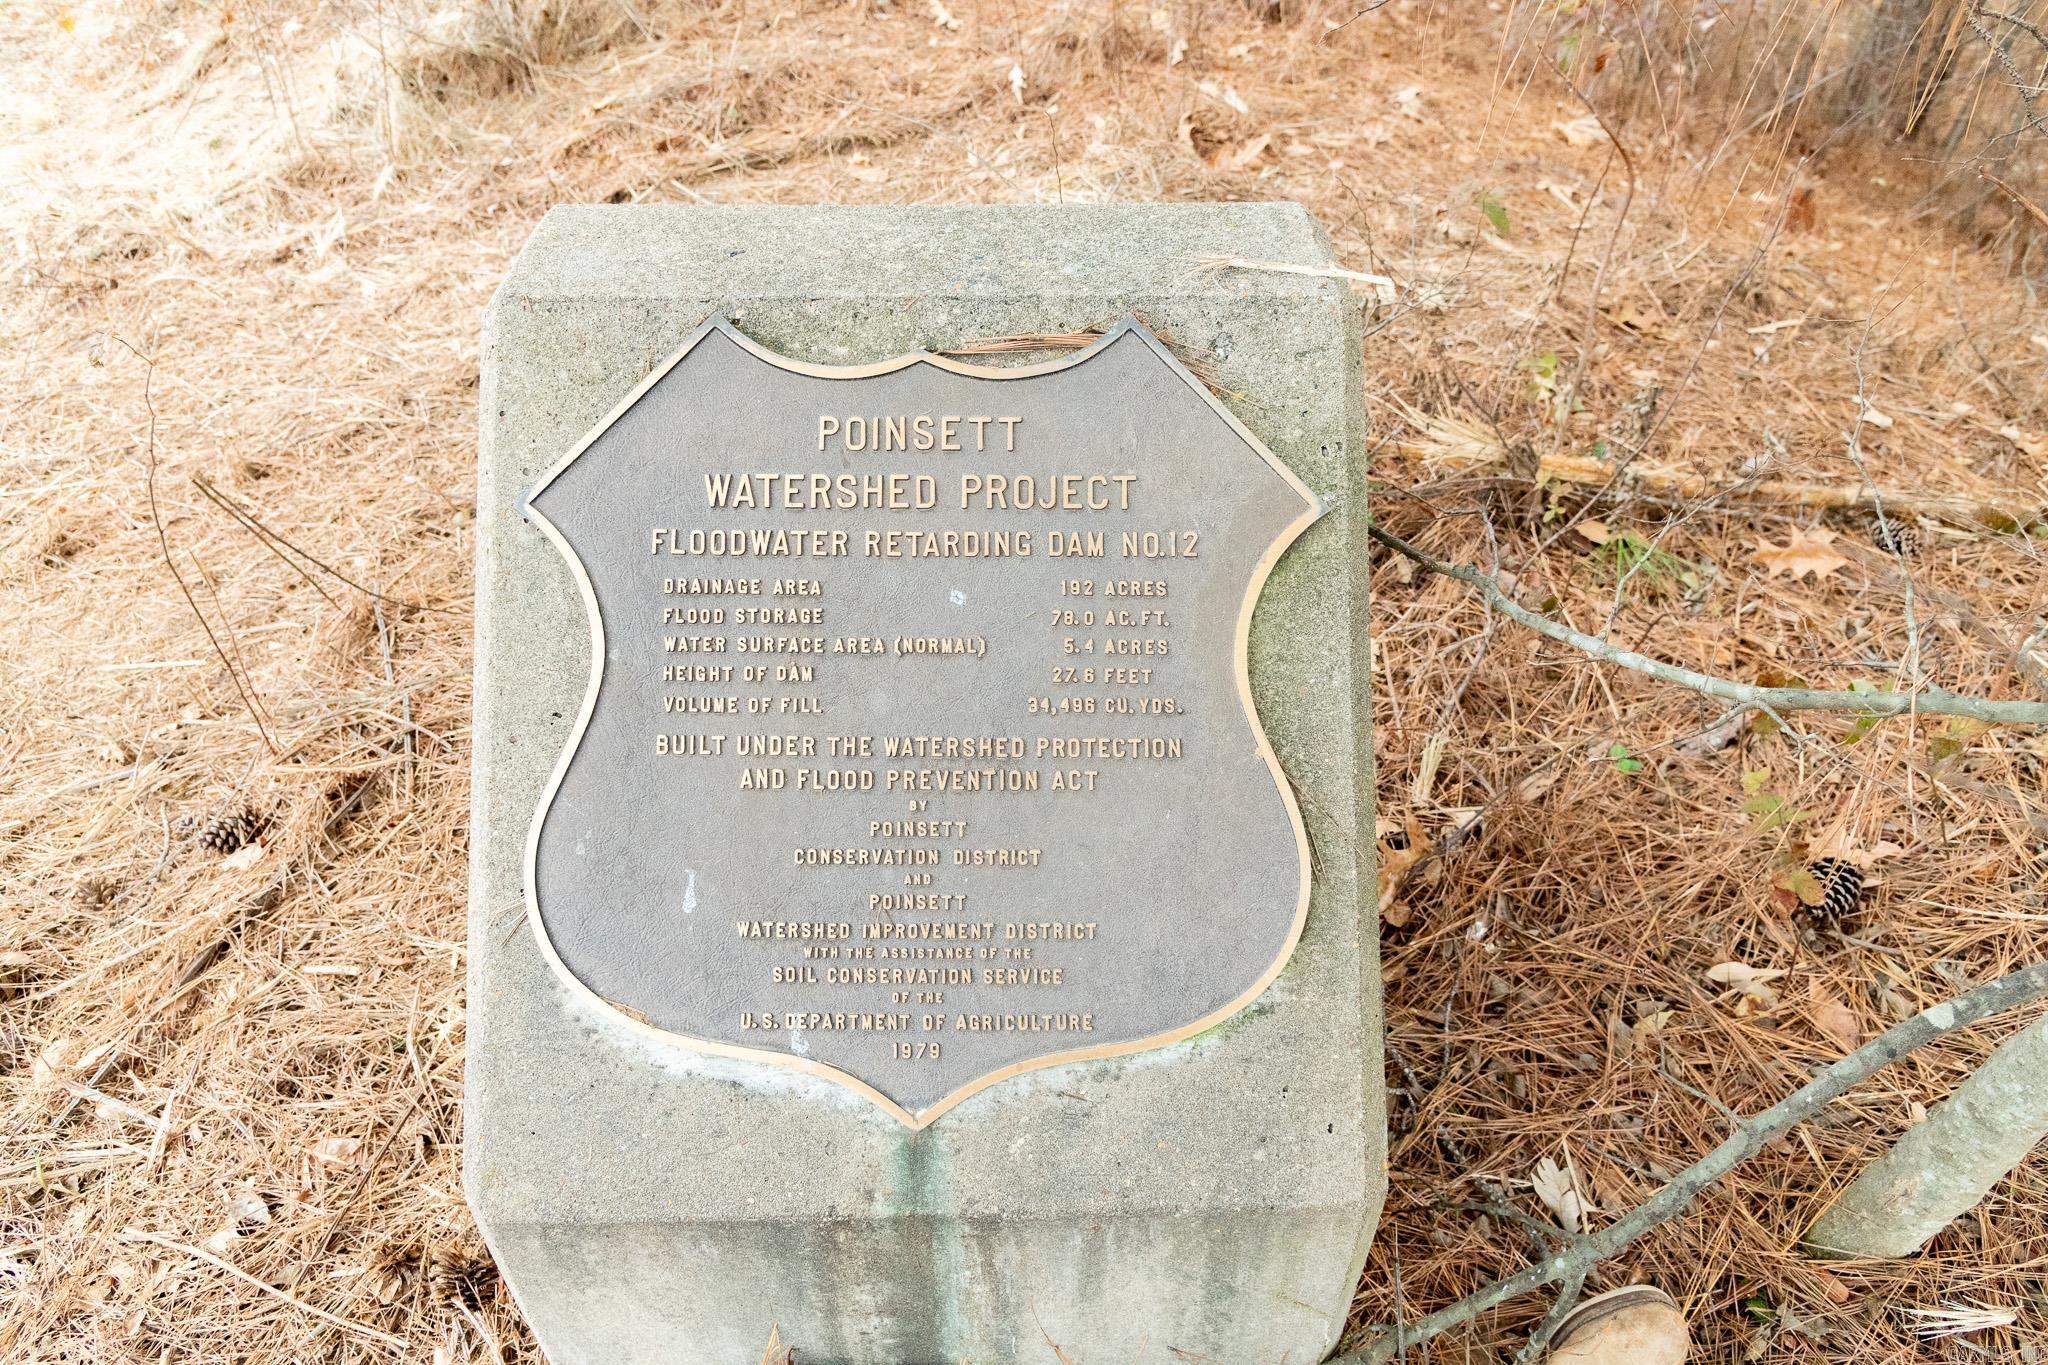 POINSETT
WATERSHED PROJECT
FLOODWATER RETARDING DAM NO.12
DRAINAGE AREA 192 ACRES
FLOOD STORAGE 78.0 AC.FT.
WATER SURFACE AREA (NORMAL) 5.4 ACRES
HEIGHT OF DAM 27.6 FEET
VOLUME OF FILL 34,496 CU.YDS.
BUILT UNDER THE WATERSHED PROTECTION
AND FLOOD PREVENTION ACT
BY
POINSETT
CONSERVATION DISTRICT
AND
POINSETT
WATERSHED IMPROVEMENT DISTRICT
WITH THE ASSISTANCE OF THE
SOIL CONSERVATION SERVICE
OF THE
U.S. DEPARTMENT OF AGRICULTURE
1979